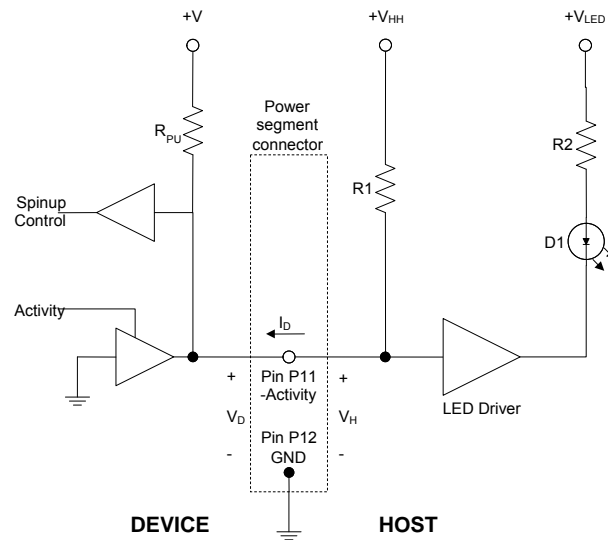 +V
+VHH
+VLED
Power
segment
connector
RPU
R1
R2
Spinup
Control
D1
Activity
ID
+
Pin P11
-Activity
+
LED Driver
VD
VH
Pin P12
GND
-
-
DEVICE
HOST